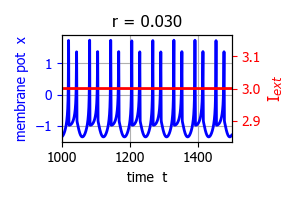 r = 0.030
membrane pot x
1
0
−1
3.1
3.0
2.9
I_ext
1000
1200
1400
time t